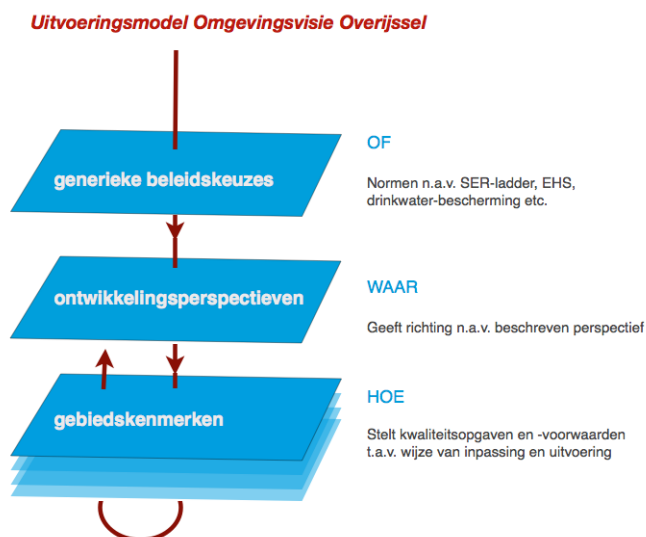 Uitvoeringsmodel Omgevingsvisie Overijssel
generieke beleidskeuzes
OF
Normen n.a.v. SER-ladder, EHS,
drinkwater-bescherming etc.
ontwikkelingsperspectieven
WAAR
Geeft richting n.a.v. beschreven perspectief
gebiedskenmerken
HOE
Stelt kwaliteitsopgaven en -voorwaarden
t.a.v. wijze van inpassing en uitvoering